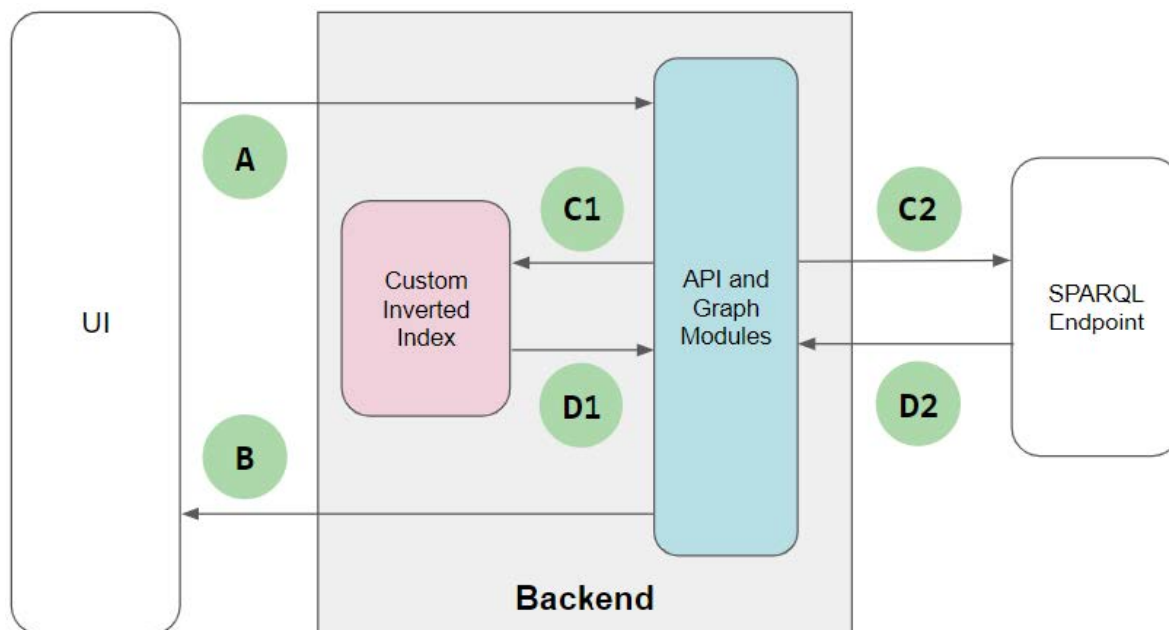 A
C1
C2
UI
Custom
Inverted
Index
API and
Graph
Modules
SPARQL
Endpoint
D1
D2
B
Backend